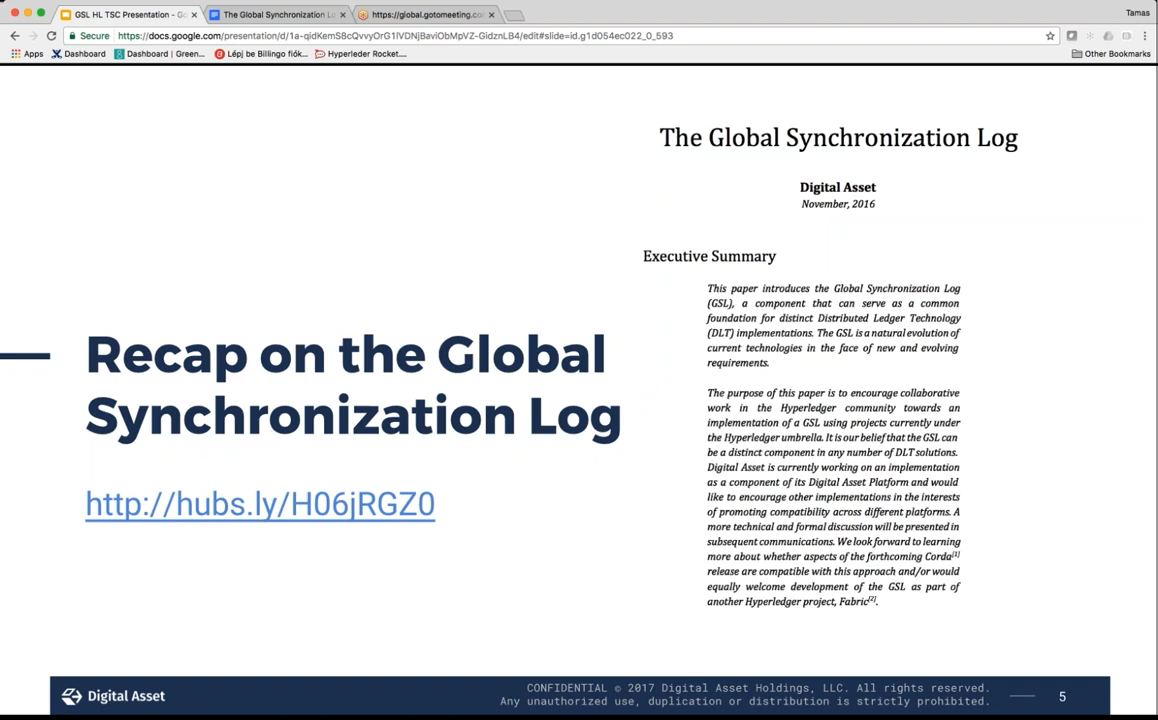 GSL HL TSC Presentation - Go
The Global Synchronization Lo
https://global.gotomeeting.co
Tamas
Secure
https://docs.google.com/presentation/d/1a-qidKemS8cQvvyOrG1IVDNjBaviObMpVZ-GidznLB4/edit#slide=id.g1d054ec022_0_593
Apps
Dashboard
Dashboard | Green...
Lépj be Billingo fiók...
Hyperleder Rocket....
Other Bookmarks
Recap on the Global
Synchronization Log
http://hubs.ly/H06jRGZ0
The Global Synchronization Log
Digital Asset
November, 2016
Executive Summary
This paper introduces the Global Synchronization Log
(GSL), a component that can serve as a common
foundation for distinct Distributed Ledger Technology
(DLT) implementations. The GSL is a natural evolution of
current technologies in the face of new and evolving
requirements.
The purpose of this paper is to encourage collaborative
work in the Hyperledger community towards an
implementation of a GSL using projects currently under
the Hyperledger umbrella. It is our belief that the GSL can
be a distinct component in any number of DLT solutions.
Digital Asset is currently working on an implementation
as a component of its Digital Asset Platform and would
like to encourage other implementations in the interests
of promoting compatibility across different platforms. A
more technical and formal discussion will be presented in
subsequent communications. We look forward to learning
more about whether aspects of the forthcoming Corda[1]
release are compatible with this approach and/or would
equally welcome development of the GSL as part of
another Hyperledger project, Fabric[2].
Digital Asset
CONFIDENTIAL © 2017 Digital Asset Holdings, LLC. All rights reserved.
Any unauthorized use, duplication or distribution is strictly prohibited.
5